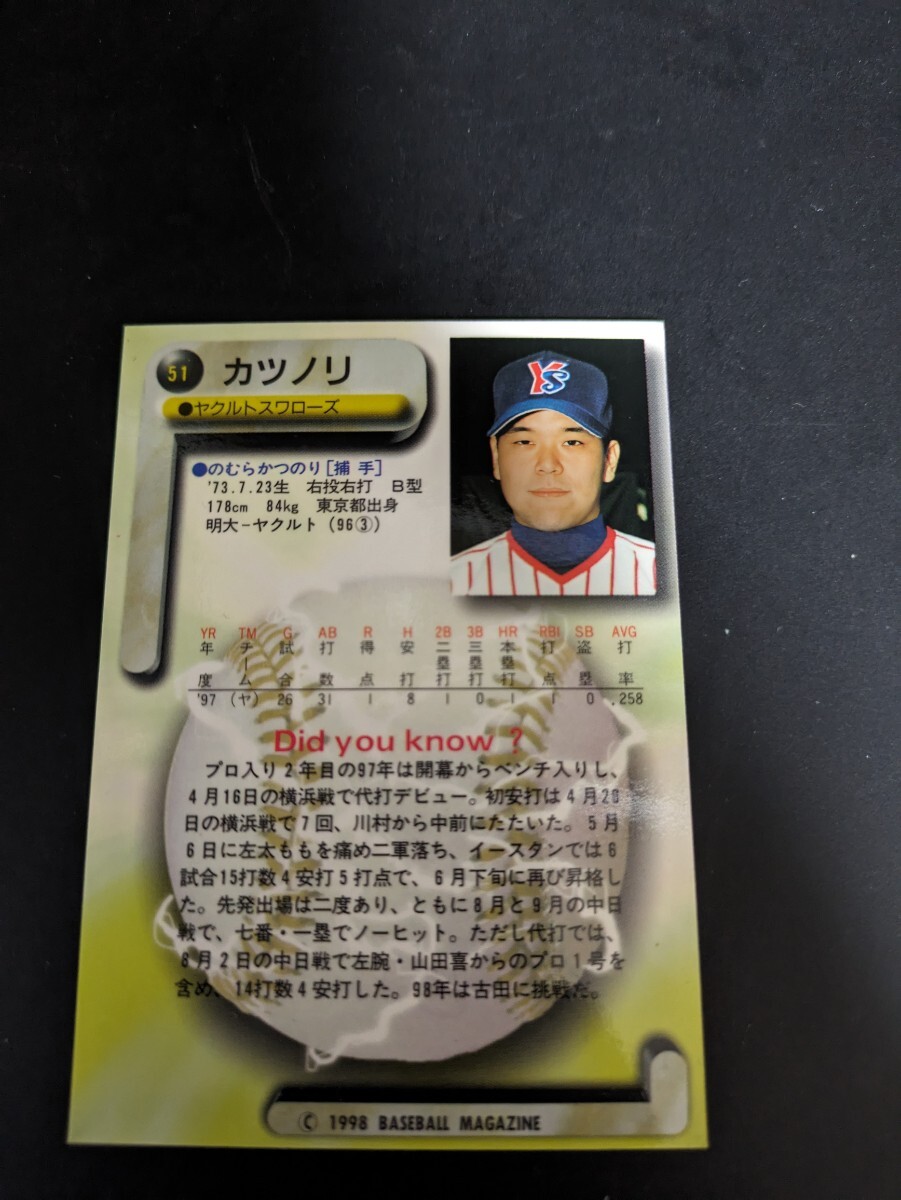 51 カツノリ
●ヤクルトスワローズ
YS
●のむらかつのり[捕手]
'73.7.23生 右投右打 B型
178cm 84kg 東京都出身
明大−ヤクルト (96③)
YR TM G AB R H 2B 3B HR RBI SB AVG
年度 チーム 試合 打数 得点 安打 二塁打 三塁打 本塁打 打点 盗塁 打率
'97 (ヤ) 26 31 1 8 1 0 1 1 0 .258
Did you know ?
プロ入り2年目の97年は開幕からベンチ入りし、
4月16日の横浜戦で代打デビュー。初安打は4月20
日の横浜戦で7回、川村から中前にたたいた。5月
6日に左太ももを痛め二軍落ち、イースタンでは6
試合15打数4安打5打点で、6月下旬に再び昇格し
た。先発出場は二度あり、ともに8月と9月の中日
戦で、七番・一塁でノーヒット。ただし代打では、
8月2日の中日戦で左腕・山田喜からのプロ1号を
含め、14打数4安打した。98年は古田に挑戦だ。
© 1998 BASEBALL MAGAZINE